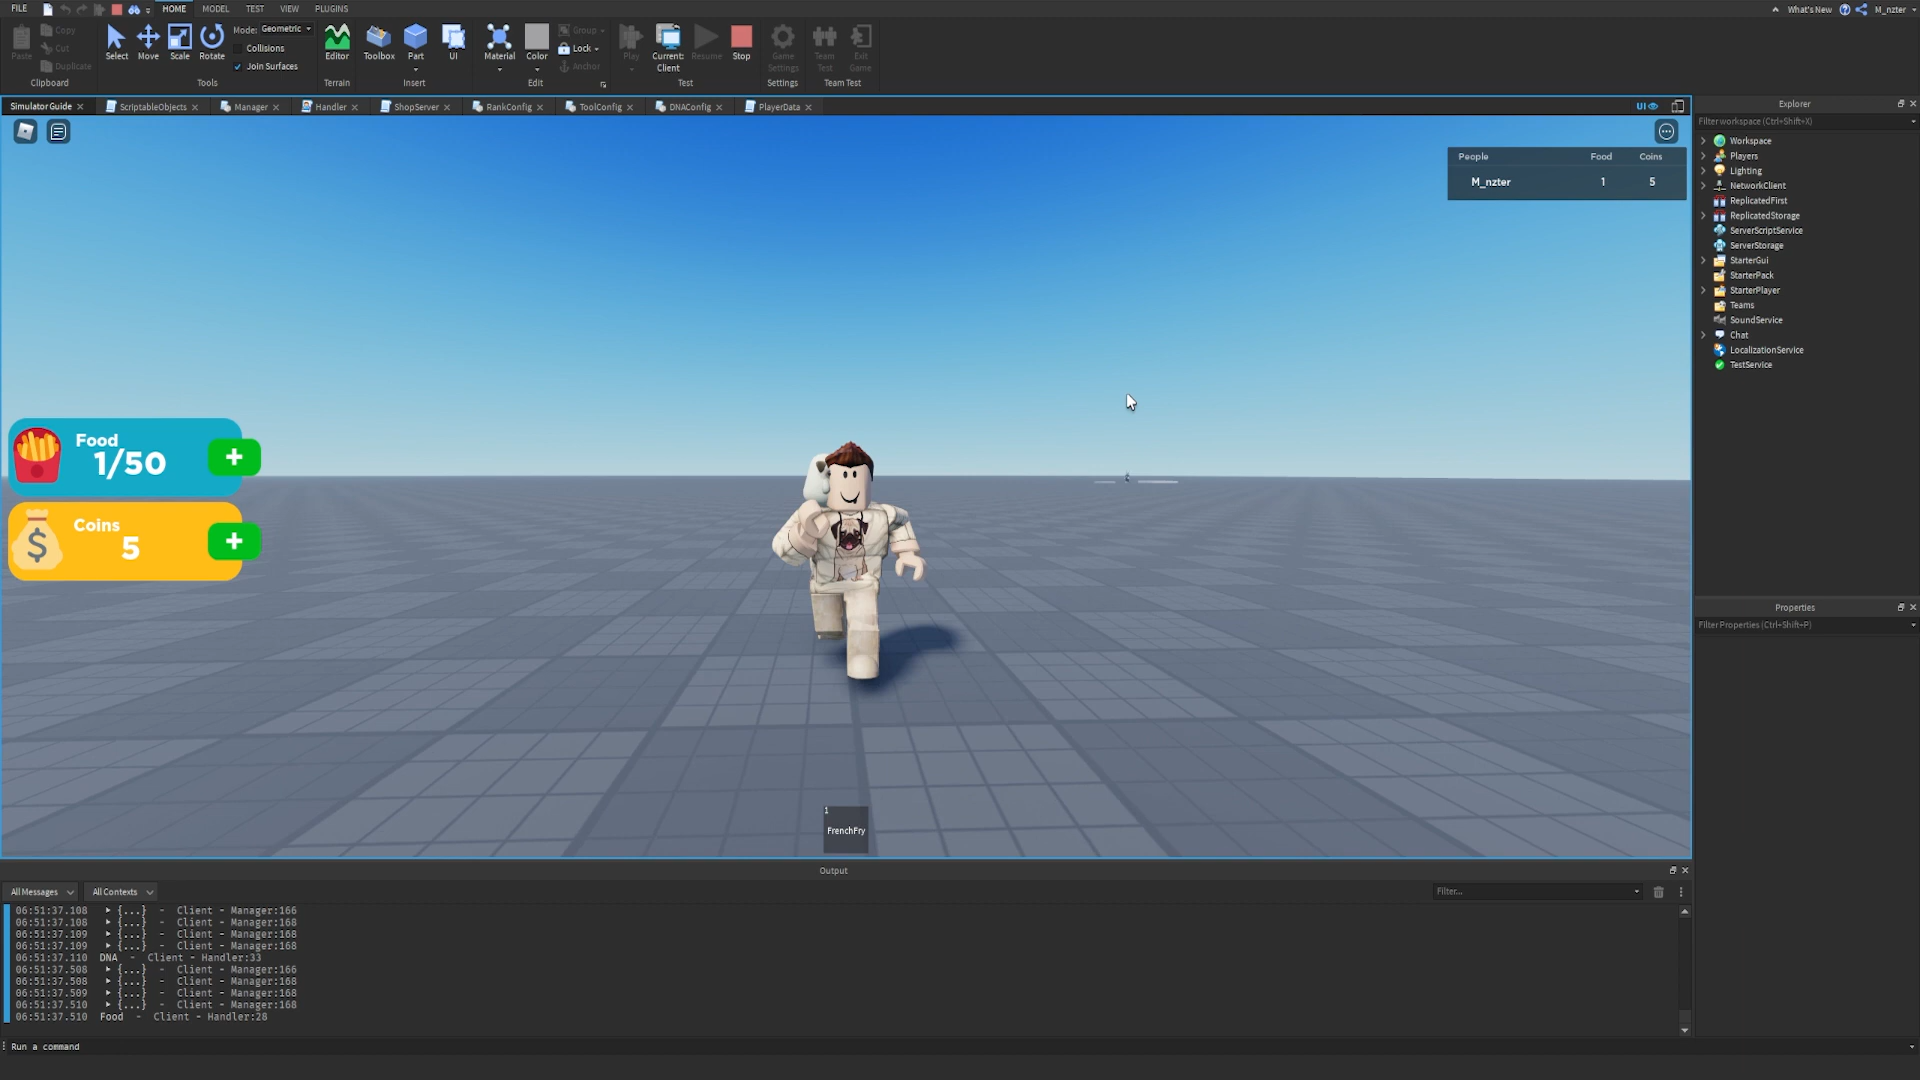 FILE HOME MODEL TEST VIEW PLUGINS What's New M_nzter
Copy Mode: Geometric Group
Cut Collisions Lock
Paste Duplicate Select Move Scale Rotate Join Surfaces Editor Toolbox Part UI Material Color Anchor Play Current: Client Resume Stop Game Settings Team Test Exit Game
Clipboard Tools Terrain Insert Edit Test Settings Team Test
SimulatorGuide ScriptableObjects Manager Handler ShopServer RankConfig ToolConfig DNAConfig PlayerData UI
Explorer
Filter workspace (Ctrl+Shift+X)
Workspace
Players
Lighting
NetworkClient
ReplicatedFirst
ReplicatedStorage
ServerScriptService
ServerStorage
StarterGui
StarterPack
StarterPlayer
Teams
SoundService
Chat
LocalizationService
TestService
People Food Coins
M_nzter 1 5
Food
1/50
+
Coins
5
+
1
FrenchFry
Properties
Filter Properties (Ctrl+Shift+P)
Output
All Messages All Contexts Filter...
06:51:37.108 ▶ {...} - Client - Manager:166
06:51:37.108 ▶ {...} - Client - Manager:168
06:51:37.109 ▶ {...} - Client - Manager:168
06:51:37.109 ▶ {...} - Client - Manager:168
06:51:37.110 DNA - Client - Handler:33
06:51:37.508 ▶ {...} - Client - Manager:166
06:51:37.508 ▶ {...} - Client - Manager:168
06:51:37.509 ▶ {...} - Client - Manager:168
06:51:37.510 ▶ {...} - Client - Manager:168
06:51:37.510 Food - Client - Handler:28
Run a command